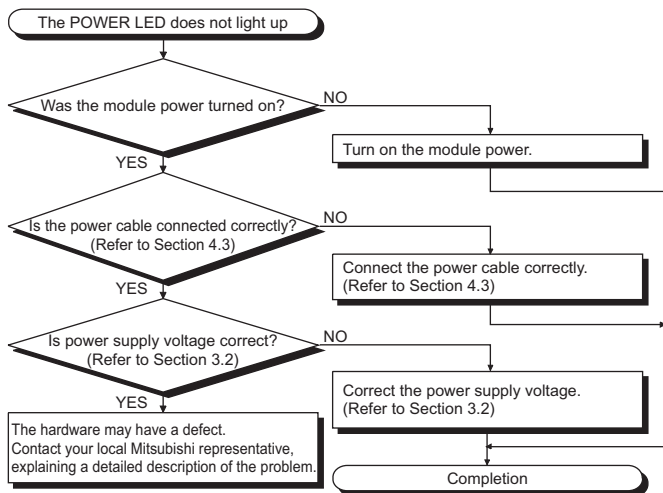 The POWER LED does not light up
Was the module power turned on?
NO
Turn on the module power.
YES
Is the power cable connected correctly?
(Refer to Section 4.3)
NO
Connect the power cable correctly.
(Refer to Section 4.3)
YES
Is power supply voltage correct?
(Refer to Section 3.2)
NO
Correct the power supply voltage.
(Refer to Section 3.2)
YES
The hardware may have a defect.
Contact your local Mitsubishi representative,
explaining a detailed description of the problem.
Completion